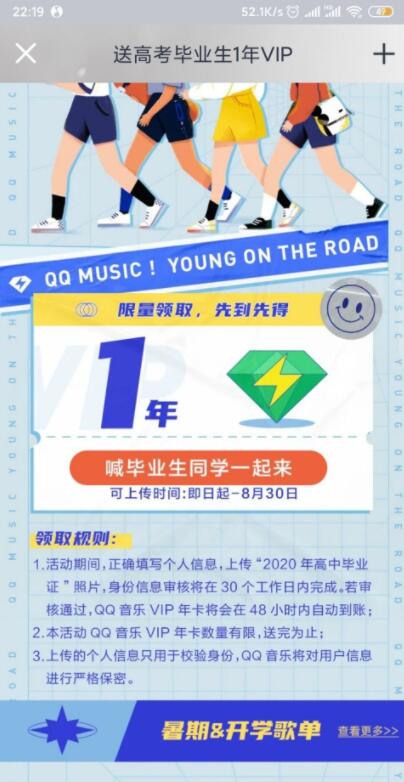 22:19
52.1K/s
49
送高考毕业生1年VIP
QQ MUSIC! YOUNG ON THE ROAD
限量领取，先到先得
VIP
1年
喊毕业生同学一起来
可上传时间:即日起-8月30日
领取规则:
1.活动期间，正确填写个人信息，上传“2020年高中毕业
证”照片，身份信息审核将在30个工作日内完成。若审
核通过，QQ音乐VIP年卡将会在48小时内自动到账；
2.本活动QQ音乐VIP年卡数量有限，送完为止；
3.上传的个人信息只用于校验身份，QQ音乐将对用户信息
进行严格保密。
暑期&开学歌单
查看更多>>